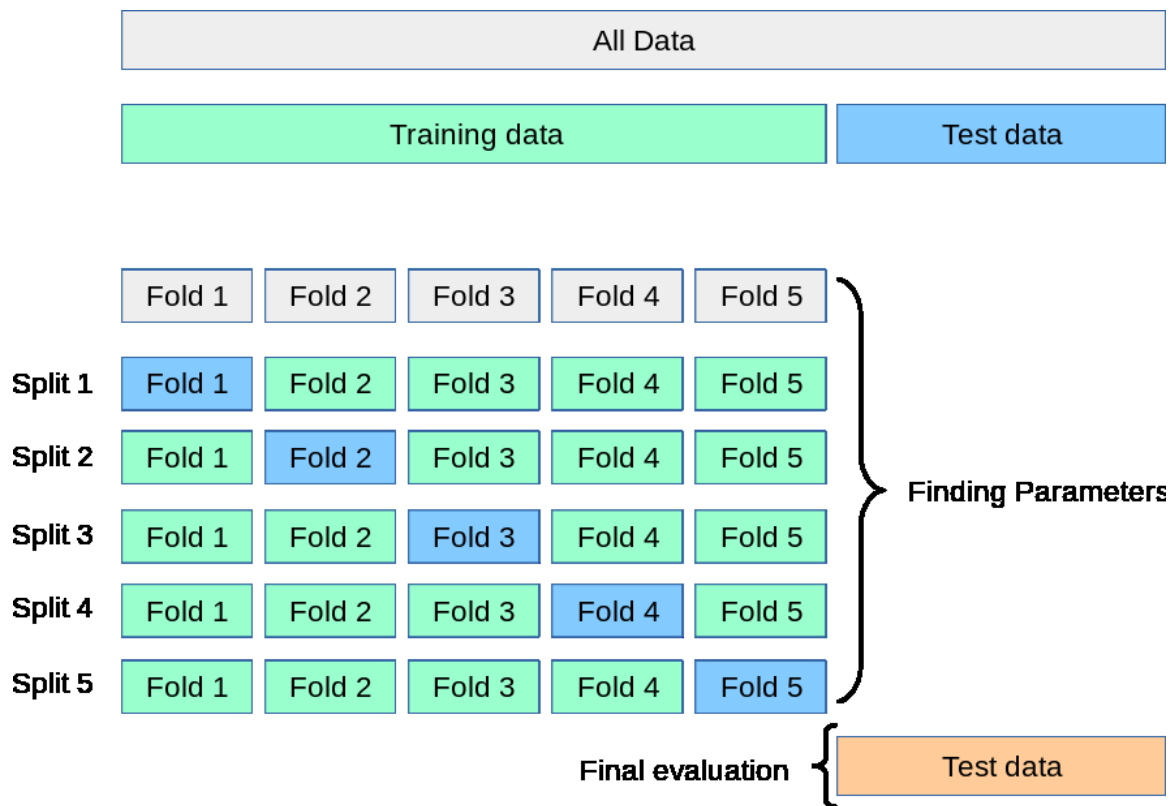 All Data
Training data Test data
Fold 1 Fold 2 Fold 3 Fold 4 Fold 5
Split 1 Fold 1 Fold 2 Fold 3 Fold 4 Fold 5
Split 2 Fold 1 Fold 2 Fold 3 Fold 4 Fold 5
Finding Parameters
Split 3 Fold 1 Fold 2 Fold 3 Fold 4 Fold 5
Split 4 Fold 1 Fold 2 Fold 3 Fold 4 Fold 5
Split 5 Fold 1 Fold 2 Fold 3 Fold 4 Fold 5
Final evaluation Test data